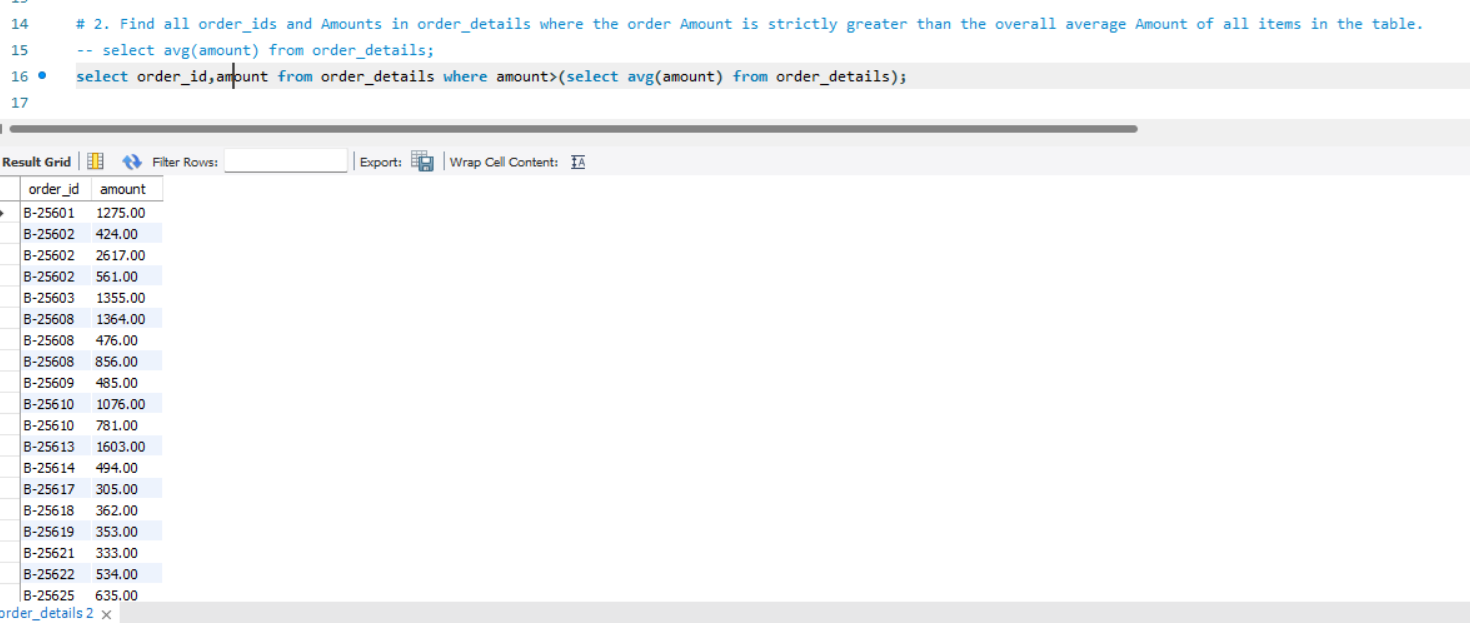 14 # 2. Find all order_ids and Amounts in order_details where the order Amount is strictly greater than the overall average Amount of all items in the table.
15 -- select avg(amount) from order_details;
16 select order_id,amount from order_details where amount>(select avg(amount) from order_details);
17
Result Grid Filter Rows: Export: Wrap Cell Content:
order_id amount
B-25601 1275.00
B-25602 424.00
B-25602 2617.00
B-25602 561.00
B-25603 1355.00
B-25608 1364.00
B-25608 476.00
B-25608 856.00
B-25609 485.00
B-25610 1076.00
B-25610 781.00
B-25613 1603.00
B-25614 494.00
B-25617 305.00
B-25618 362.00
B-25619 353.00
B-25621 333.00
B-25622 534.00
B-25625 635.00
order_details 2